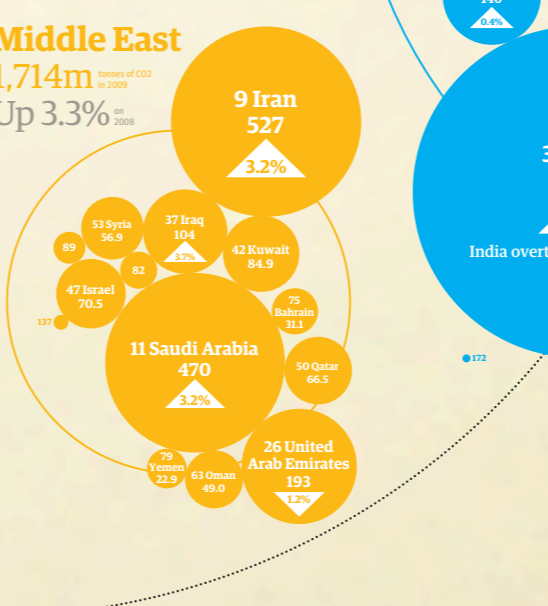 Middle East
1,714m tonnes of CO2
in 2009
Up 3.3% on
2008
9 Iran
527
3.2%
0.4%
53 Syria
56.9
37 Iraq
104
3.7%
42 Kuwait
84.9
89
82
47 Israel
70.5
137
75
Bahrain
31.1
11 Saudi Arabia
470
3.2%
50 Qatar
66.5
26 United
Arab Emirates
193
1.2%
79
Yemen
22.9
63 Oman
49.0
India overt
172